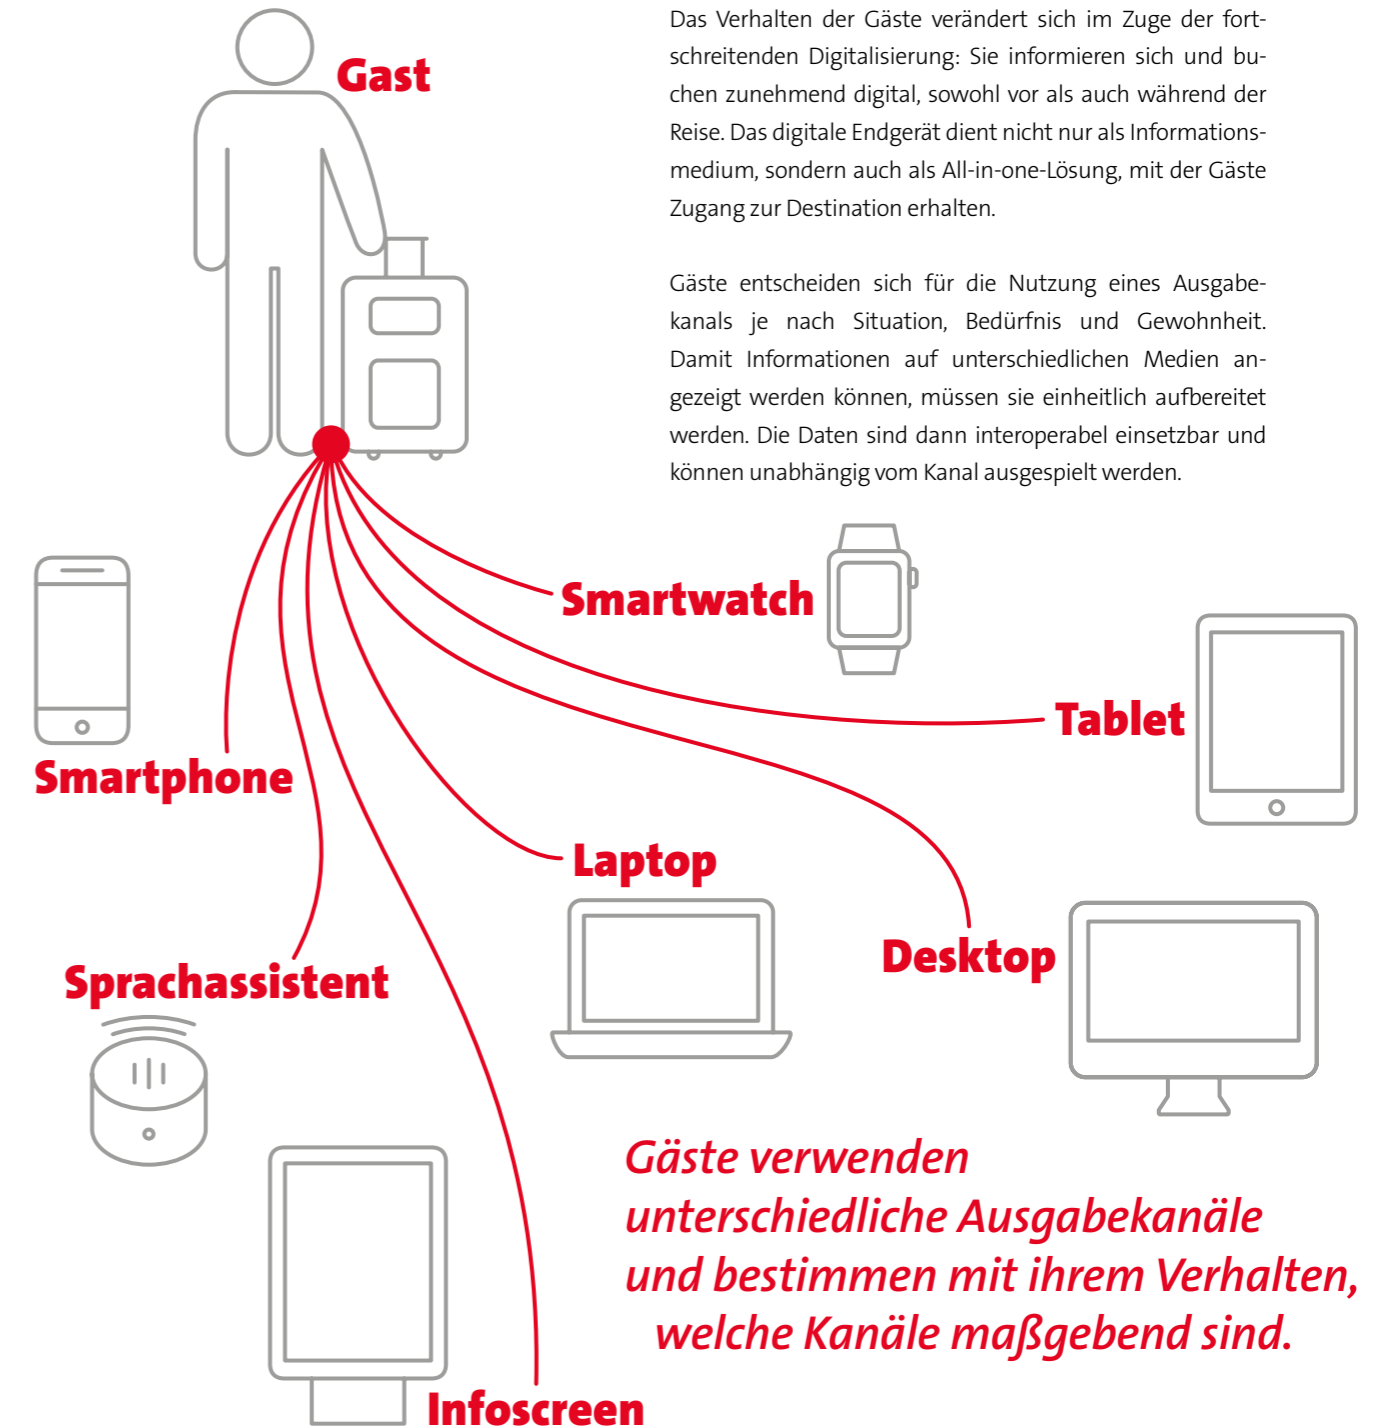 Gast
Das Verhalten der Gäste verändert sich im Zuge der fort-
schreitenden Digitalisierung: Sie informieren sich und bu-
chen zunehmend digital, sowohl vor als auch während der
Reise. Das digitale Endgerät dient nicht nur als Informations-
medium, sondern auch als All-in-one-Lösung, mit der Gäste
Zugang zur Destination erhalten.
Gäste entscheiden sich für die Nutzung eines Ausgabe-
kanals je nach Situation, Bedürfnis und Gewohnheit.
Damit Informationen auf unterschiedlichen Medien an-
gezeigt werden können, müssen sie einheitlich aufbereitet
werden. Die Daten sind dann interoperabel einsetzbar und
können unabhängig vom Kanal ausgespielt werden.
Smartwatch
Tablet
Smartphone
Laptop
Desktop
Sprachassistent
Gäste verwenden
unterschiedliche Ausgabekanäle
und bestimmen mit ihrem Verhalten,
welche Kanäle maßgebend sind.
Infoscreen